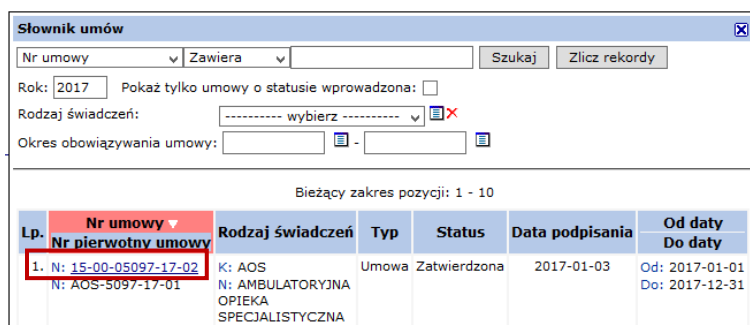 Słownik umów
Nr umowy Zawiera Szukaj Zlicz rekordy
Rok: 2017 Pokaż tylko umowy o statusie wprowadzona:
Rodzaj świadczeń: ---------- wybierz ----------
Okres obowiązywania umowy: -
Bieżący zakres pozycji: 1 - 10
Lp. Nr umowy Nr pierwotny umowy Rodzaj świadczeń Typ Status Data podpisania Od daty Do daty
1. N: 15-00-05097-17-02 K: AOS Umowa Zatwierdzona 2017-01-03 Od: 2017-01-01
N: AOS-5097-17-01 N: AMBULATORYJNA Do: 2017-12-31
OPIEKA
SPECJALISTYCZNA